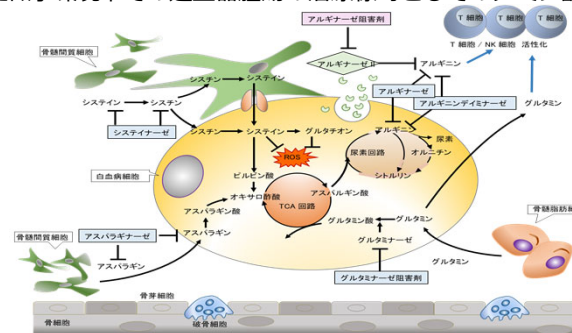 アルギナーゼ阻害剤
T 細胞
T 細胞
T 細胞 / NK 細胞 活性化
骨髄間質細胞
アルギナーゼ II
アルギニン
シスチン
システイン
アルギナーゼ
アルギニンデイミナーゼ
システイン
シスチン
グルタミン
システイナーゼ
シスチン
システイン
グルタチオン
アルギニン
尿素
ROS
尿素回路
オルニチン
白血病細胞
シトルリン
ピルビン酸
アスパルギン酸
オキサロ酢酸
TCA 回路
アスパラギン酸
グルタミン酸
グルタミン
骨髄脂肪細
アスパラギナーゼ
アスパラギン
グルタミナーゼ
骨髄間質細胞
グルタミン
アスパラギン
グルタミナーゼ阻害剤
骨芽細胞
骨細胞
破骨細胞